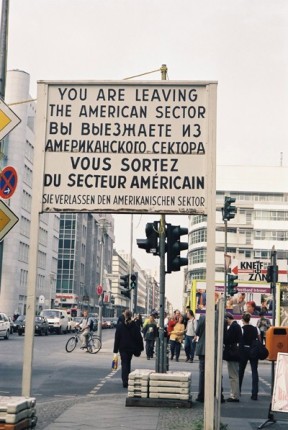 YOU ARE LEAVING
THE AMERICAN SECTOR
ВЫ ВЫЕЗЖАЕТЕ ИЗ
АМЕРИКАНСКОГО СЕКТОРА
VOUS SORTEZ
DU SECTEUR AMÉRICAIN
SIE VERLASSEN DEN AMERIKANISCHEN SEKTOR